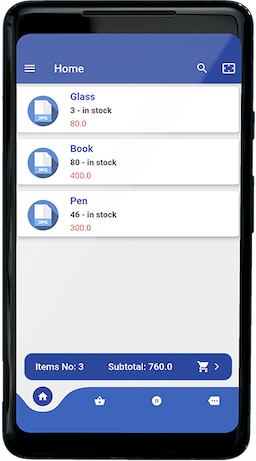 Home
Glass
3 - in stock
80.0
JPG
Book
80 - in stock
400.0
JPG
Pen
46 - in stock
300.0
JPG
Items No: 3 Subtotal: 760.0